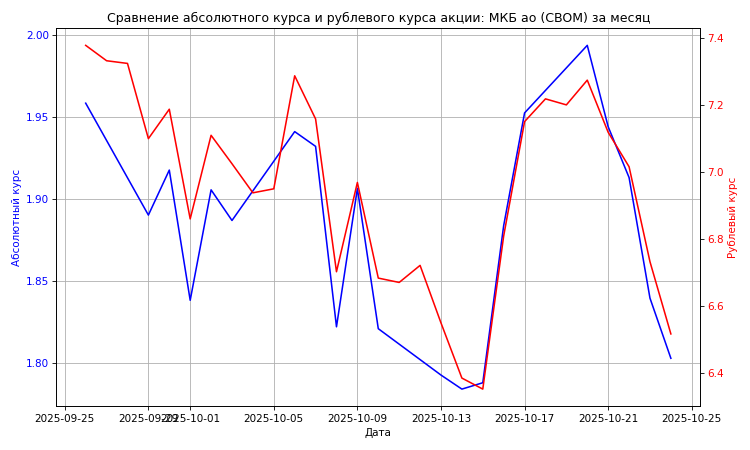 Сравнение абсолютного курса и рублевого курса акции: МКБ ао (CBOM) за месяц
2.00
1.95
1.90
1.85
1.80
Абсолютный курс
7.4
7.2
7.0
6.8
6.6
6.4
Рублевый курс
2025-09-25 2025-09-29 2025-10-01 2025-10-05 2025-10-09 2025-10-13 2025-10-17 2025-10-21 2025-10-25
Дата